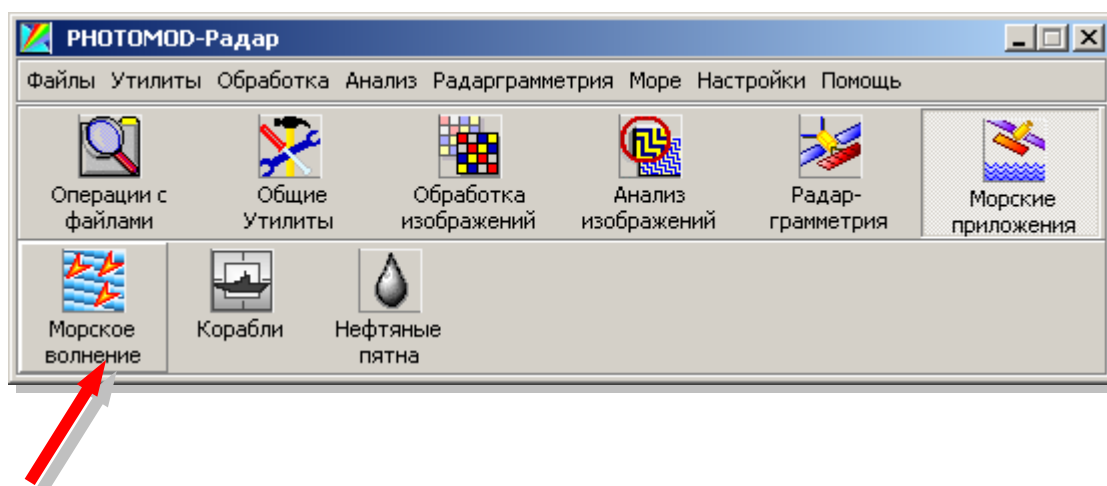 PHOTOMOD-Радар
Файлы Утилиты Обработка Анализ Радарграмметрия Море Настройки Помощь
Операции с файлами
Общие Утилиты
Обработка изображений
Анализ изображений
Радар-
грамметрия
Морские приложения
Морское волнение
Корабли
Нефтяные пятна